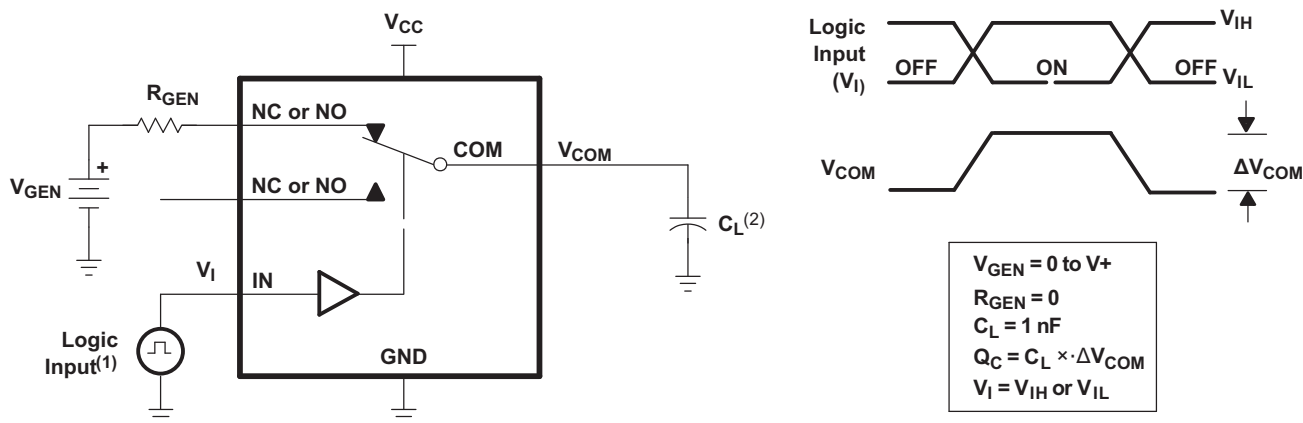 V_CC
R_GEN
NC or NO
COM
V_COM
+
V_GEN
NC or NO
C_L^(2)
V_I
IN
Logic
Input^(1)
GND
Logic
Input
(V_I)
OFF
ON
OFF
V_IH
V_IL
V_COM
ΔV_COM
V_GEN = 0 to V+
R_GEN = 0
C_L = 1 nF
Q_C = C_L ×·ΔV_COM
V_I = V_IH or V_IL